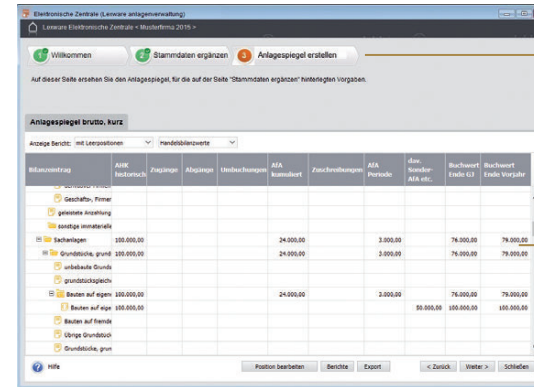 Elektronische Zentrale (Lexware anlagenverwaltung)
Lexware Elektronische Zentrale < Musterfirma 2015 >
1 Willkommen 2 Stammdaten ergänzen 3 Anlagespiegel erstellen
Auf dieser Seite ersehen Sie den Anlagespiegel, für die auf der Seite "Stammdaten ergänzen" hinterlegten Vorgaben.
Anlagespiegel brutto, kurz
Anzeige Bericht: mit Leerpositionen Handelsbilanzwerte
Bilanzeintrag AHK historisch Zugänge Abgänge Umbuchungen AfA kumuliert Zuschreibungen AfA Periode dav. Sonder-AfA etc. Buchwert Ende GJ Buchwert Ende Vorjahr
Geschäfts-, Firmer
geleistete Anzahlung
sonstige immaterielle
Sachanlagen 100.000,00 24.000,00 3.000,00 76.000,00 79.000,00
Grundstücke, grund 100.000,00 24.000,00 3.000,00 76.000,00 79.000,00
unbebaute Grunds
grundstücksgleich
Bauten auf eigen 100.000,00 24.000,00 3.000,00 76.000,00 79.000,00
Bauten auf eige 100.000,00 50.000,00 100.000,00 100.000,00
Bauten auf fremde
Übrige Grundstück
Grundstücke, grun
Hilfe Position bearbeiten Berichte Export < Zurück Weiter > Schließen